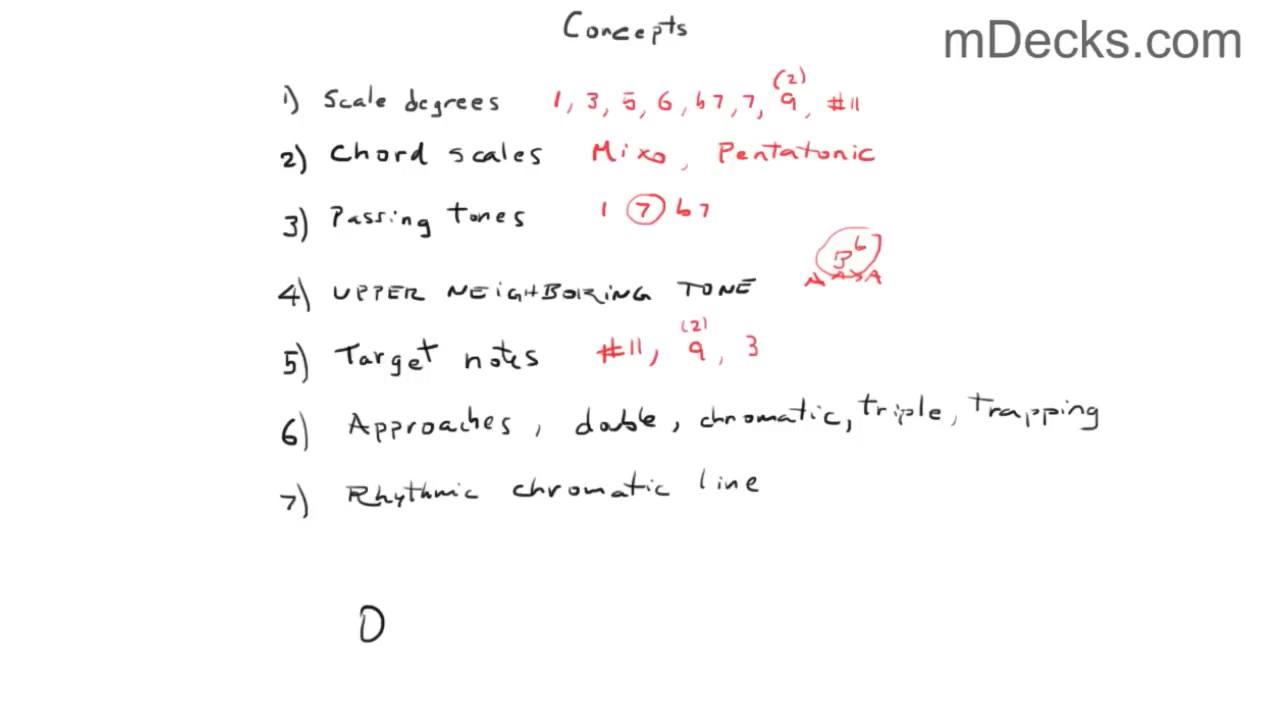 Concepts
mDecks.com
(2)
1) Scale degrees 1, 3, 5, 6, b7, 7, 9, #11
2) Chord scales Mixo, Pentatonic
3) Passing tones 1 7 b7
4) UPPER NEIGHBORING TONE
(2)
5) Target notes #11, 9, 3
6) Approaches, double, chromatic, triple, trapping
7) Rhythmic chromatic line
D